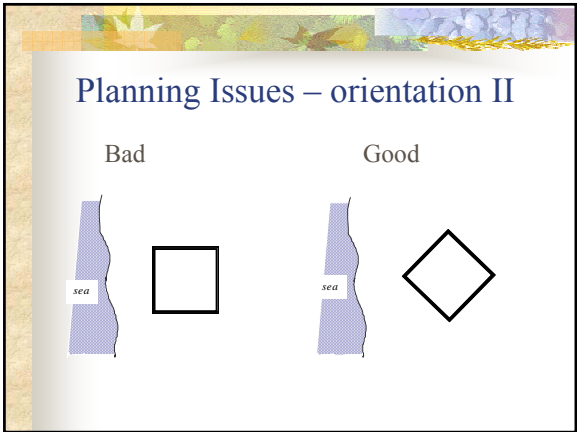 Planning Issues – orientation II
Bad Good
sea sea